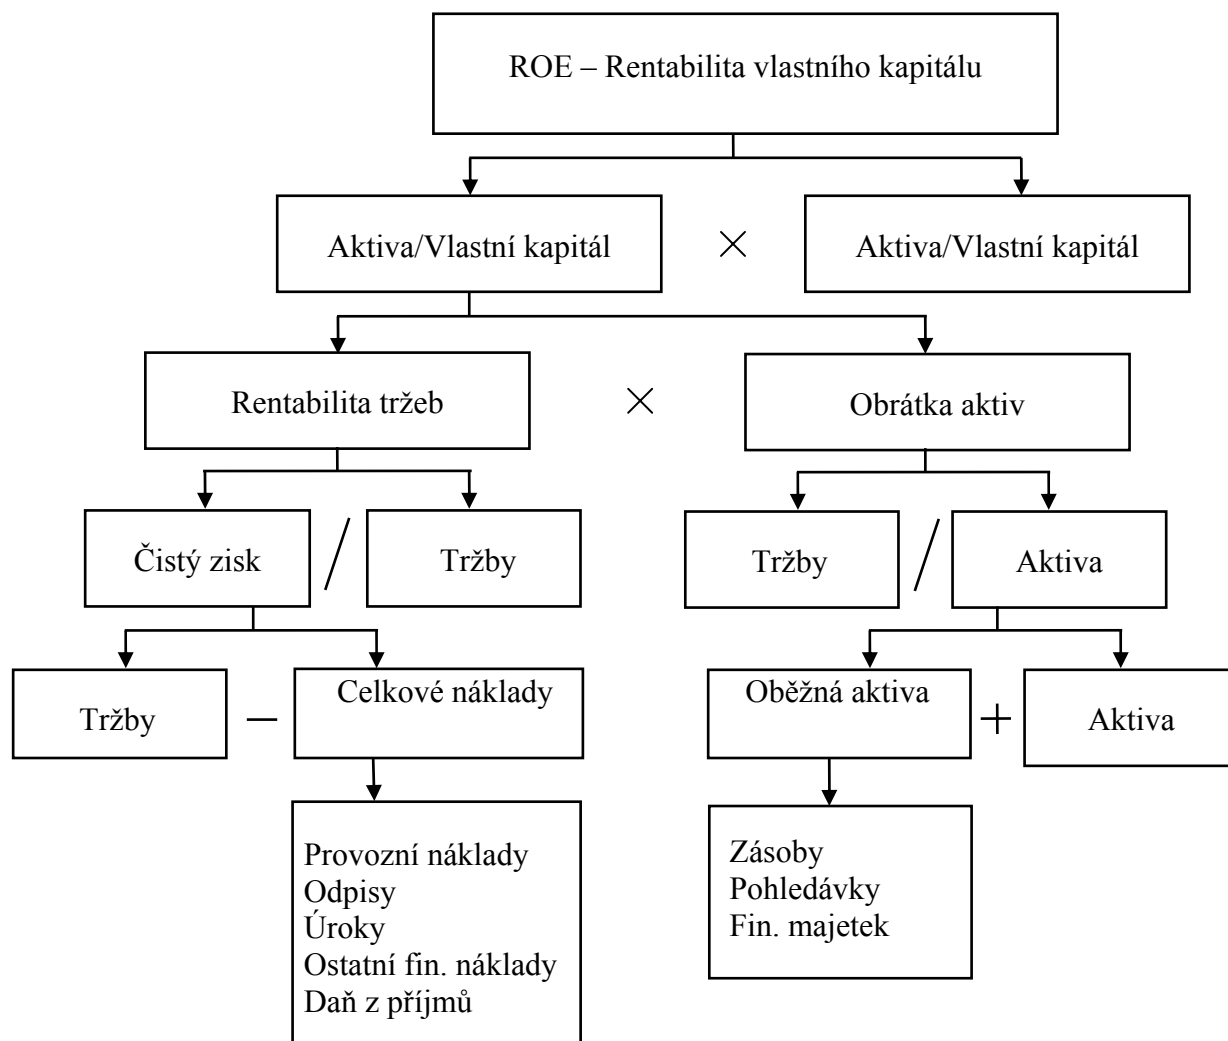 ROE – Rentabilita vlastního kapitálu
Aktiva/Vlastní kapitál × Aktiva/Vlastní kapitál
Rentabilita tržeb × Obrátka aktiv
Čistý zisk / Tržby
Tržby / Aktiva
Tržby – Celkové náklady
Oběžná aktiva + Aktiva
Provozní náklady
Odpisy
Úroky
Ostatní fin. náklady
Daň z příjmů
Zásoby
Pohledávky
Fin. majetek